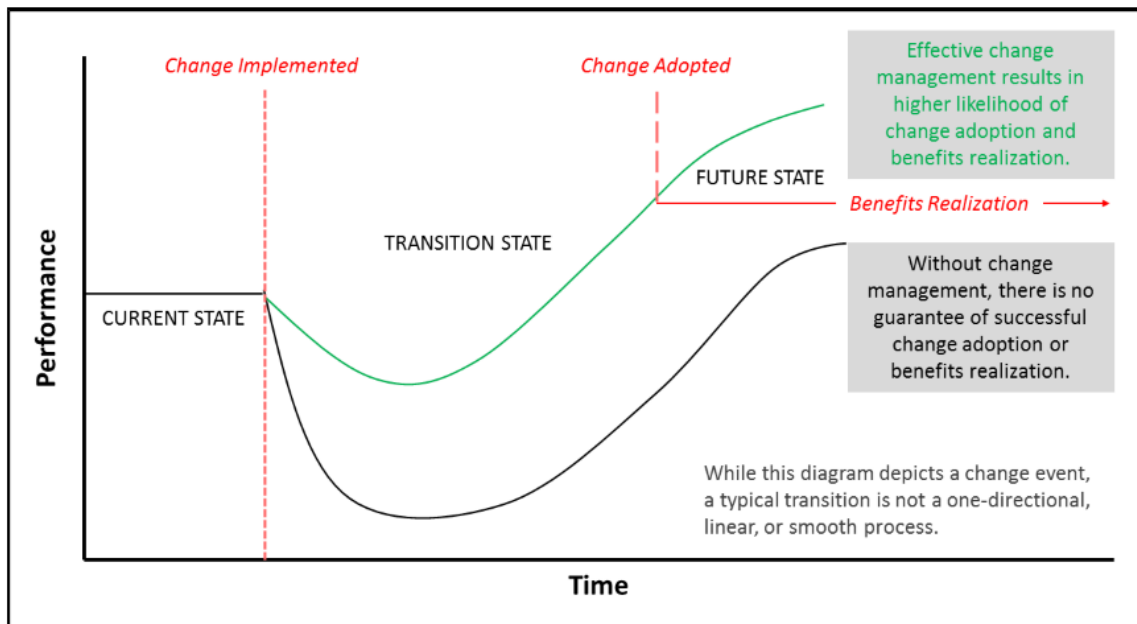 Change Implemented
Change Adopted
Effective change
management results in
higher likelihood of
change adoption and
benefits realization.
FUTURE STATE
Benefits Realization
TRANSITION STATE
Without change
management, there is no
guarantee of successful
change adoption or
benefits realization.
CURRENT STATE
Performance
While this diagram depicts a change event,
a typical transition is not a one-directional,
linear, or smooth process.
Time